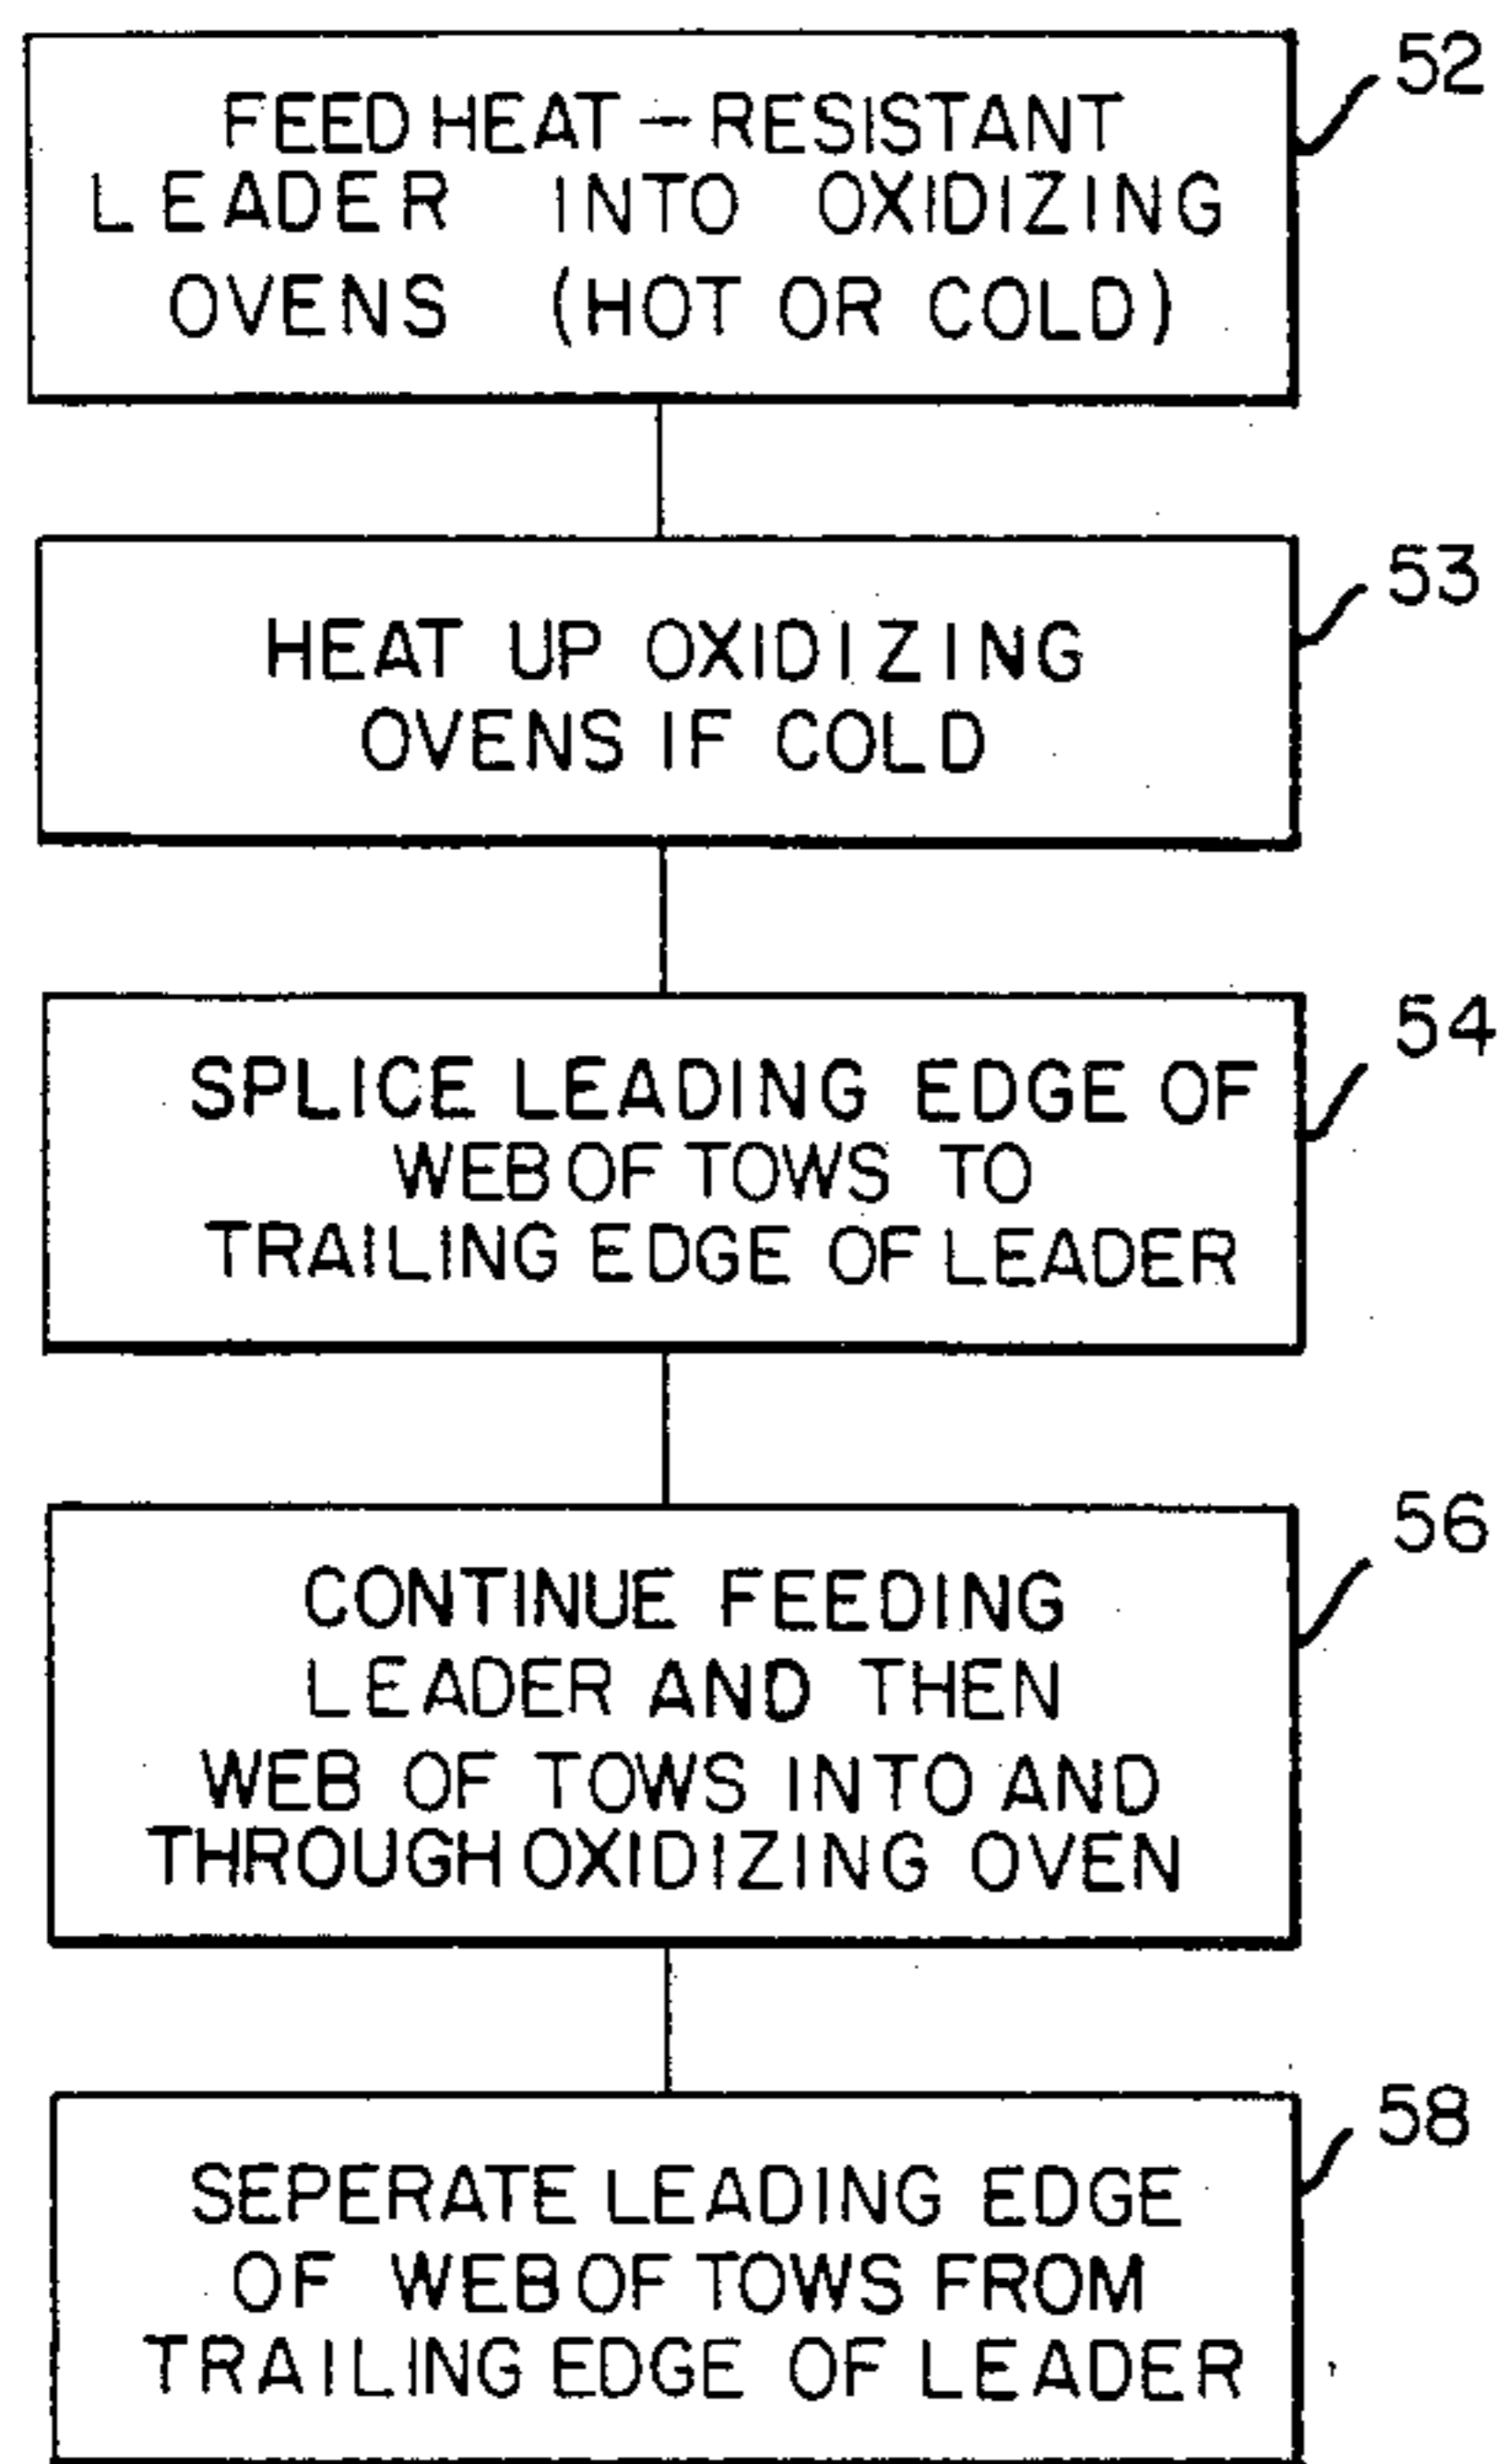 52
FEED HEAT-RESISTANT
LEADER INTO OXIDIZING
OVENS (HOT OR COLD)
53
HEAT UP OXIDIZING
OVENS IF COLD
54
SPLICE LEADING EDGE OF
WEB OF TOWS TO
TRAILING EDGE OF LEADER
56
CONTINUE FEEDING
LEADER AND THEN
WEB OF TOWS INTO AND
THROUGH OXIDIZING OVEN
58
SEPERATE LEADING EDGE
OF WEB OF TOWS FROM
TRAILING EDGE OF LEADER